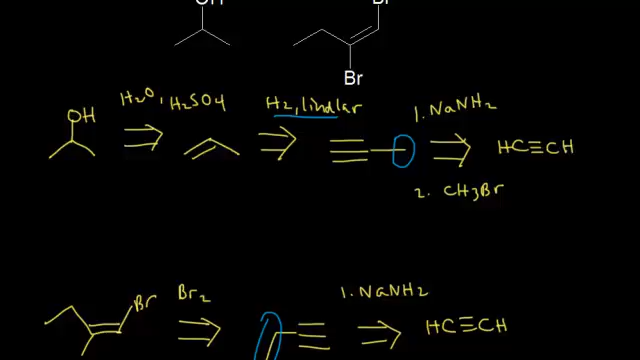 OH
Br
Br
H2O, H2SO4
H2, lindlar
1. NaNH2
OH
HC≡CH
2. CH3Br
Br
Br2
1. NaNH2
HC≡CH